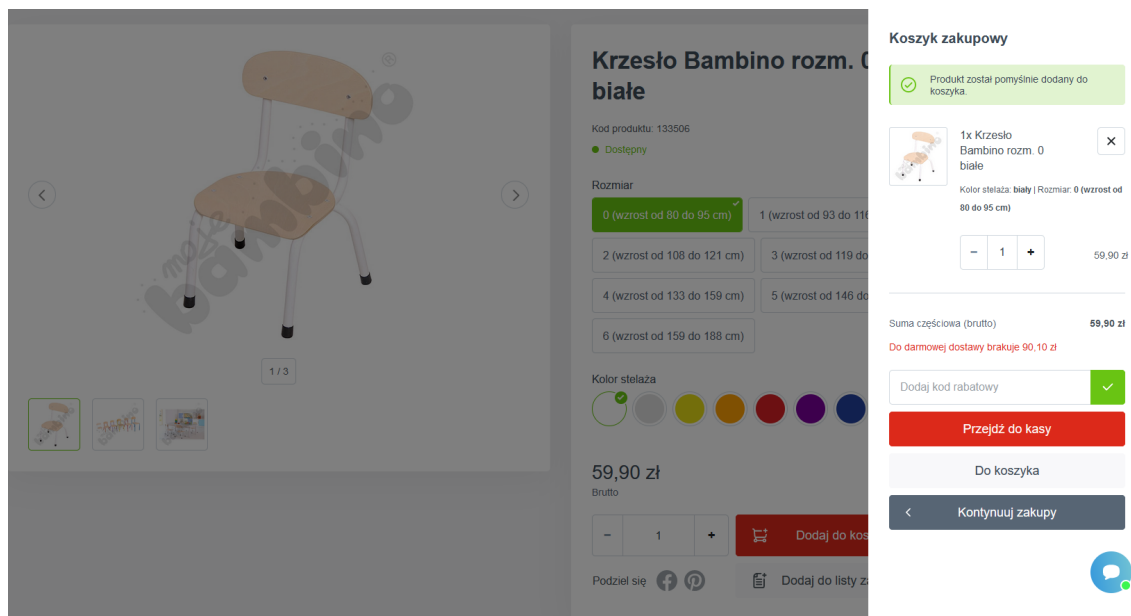 moje
bambino
1 / 3
Krzesło Bambino rozm. 0
białe
Kod produktu: 133506
Dostępny
Rozmiar
0 (wzrost od 80 do 95 cm)
1 (wzrost od 93 do 116
2 (wzrost od 108 do 121 cm)
3 (wzrost od 119 do
4 (wzrost od 133 do 159 cm)
5 (wzrost od 146 do
6 (wzrost od 159 do 188 cm)
Kolor stelaża
59,90 zł
Brutto
− 1 +
Dodaj do kos
Podziel się
Dodaj do listy z
Koszyk zakupowy
Produkt został pomyślnie dodany do
koszyka.
1x Krzesło
Bambino rozm. 0
białe
Kolor stelaża: biały | Rozmiar: 0 (wzrost od
80 do 95 cm)
− 1 +
59,90 zł
Suma częściowa (brutto) 59,90 zł
Do darmowej dostawy brakuje 90,10 zł
Dodaj kod rabatowy
Przejdź do kasy
Do koszyka
Kontynuuj zakupy